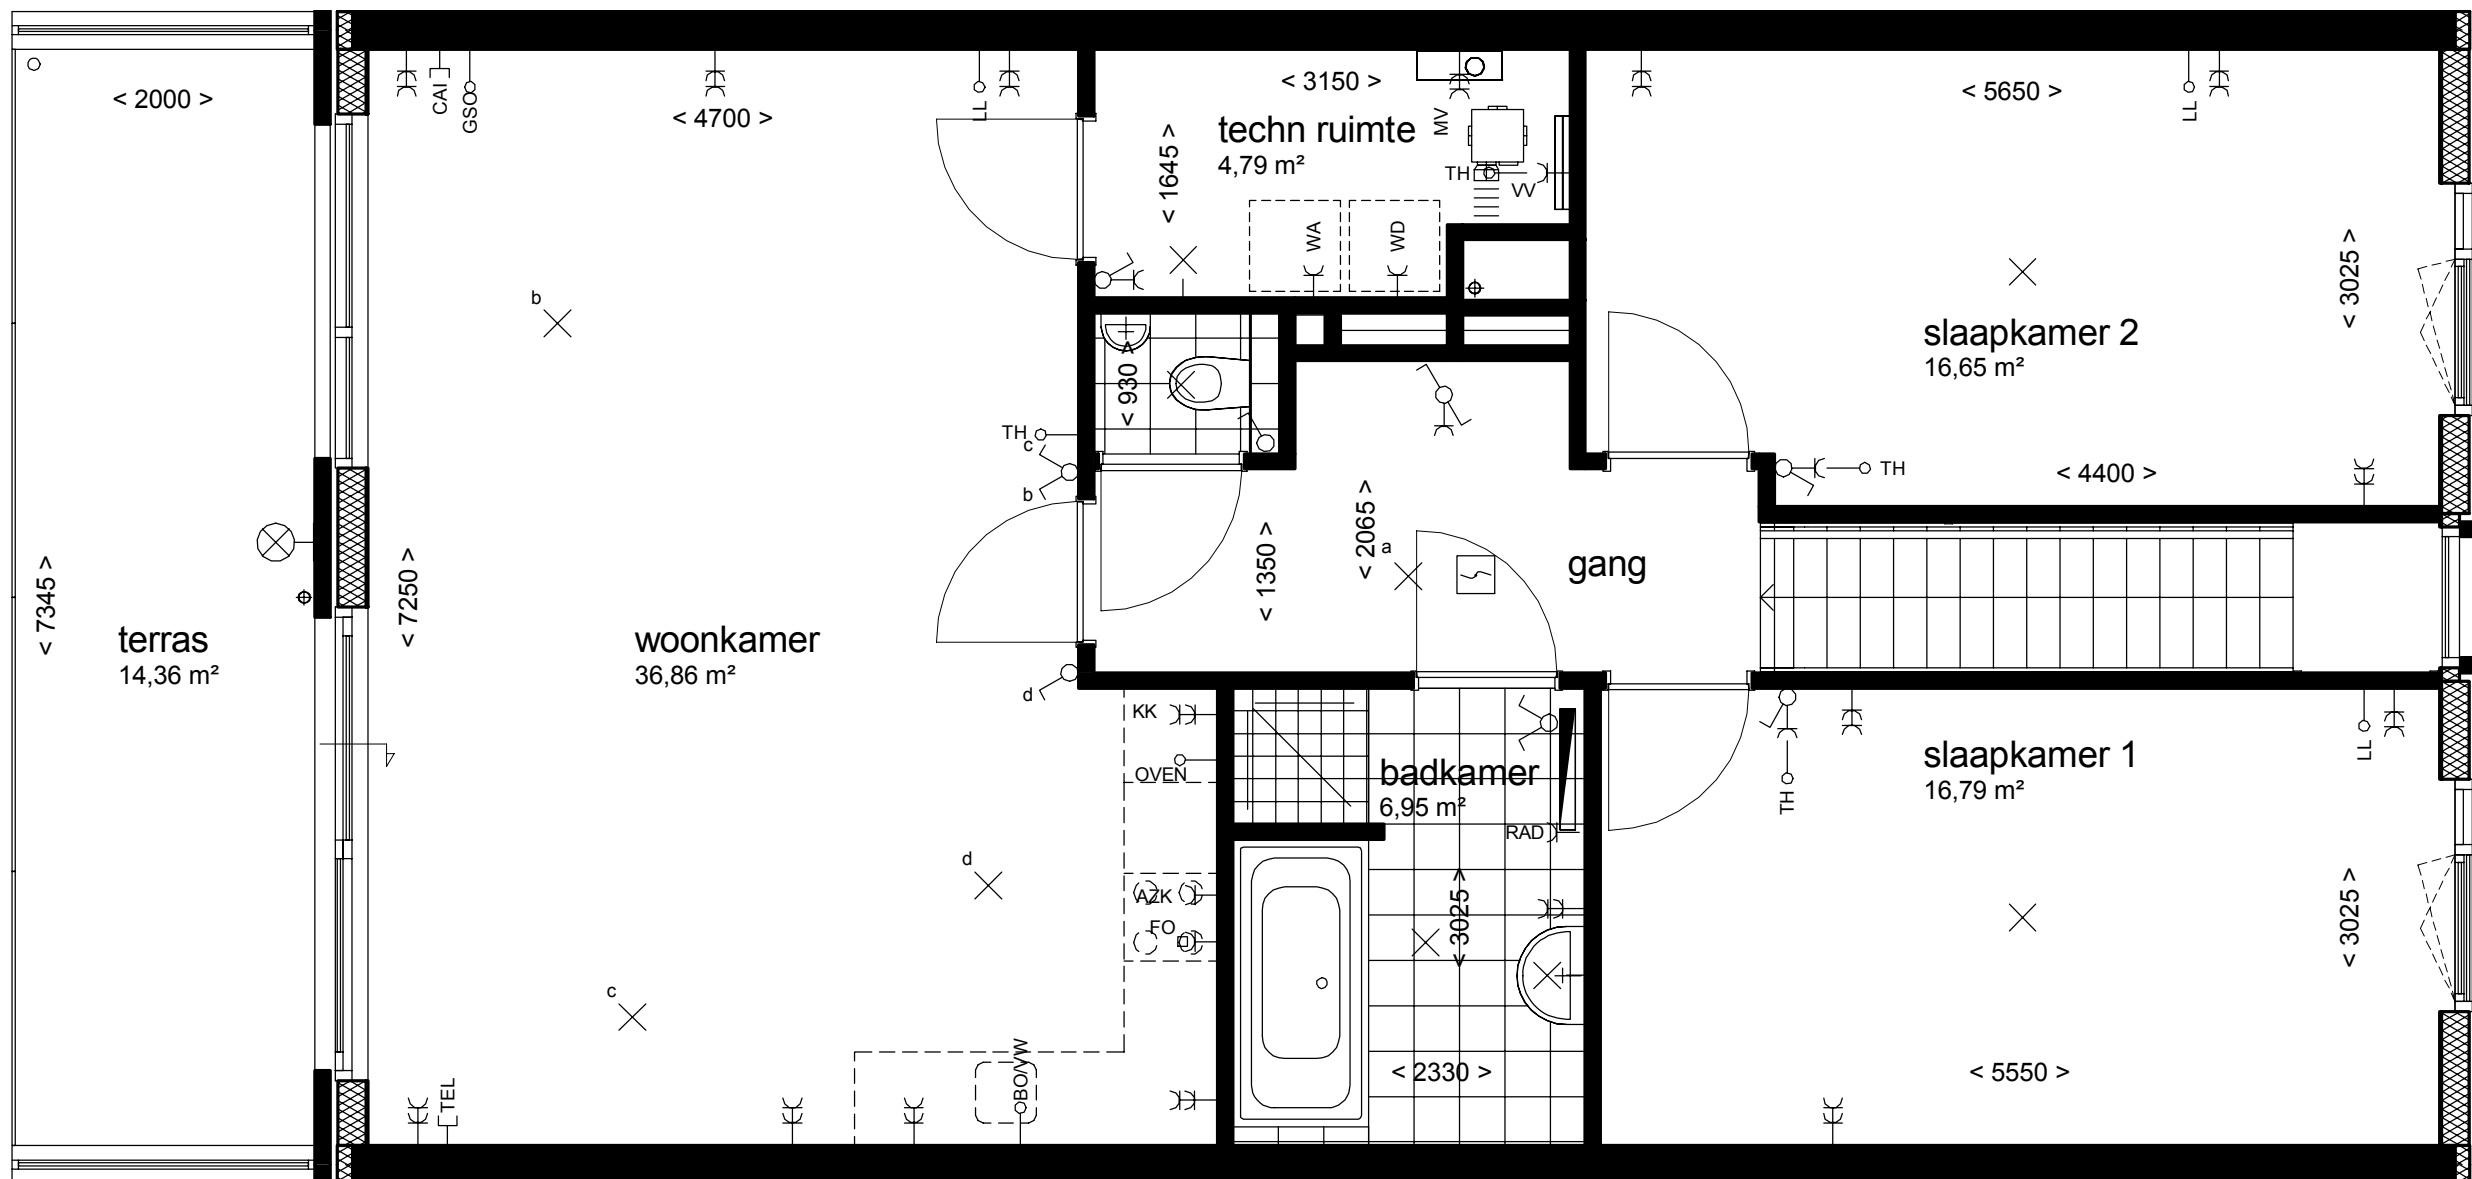 < 2000 >
CAI
GSO
< 4700 >
LL
< 3150 >
techn ruimte
4,79 m²
MV
< 1645 >
TH
VV
WA
WD
< 5650 >
LL
< 3025 >
slaapkamer 2
16,65 m²
b
< 930 >
TH
c
b
TH
< 4400 >
< 7345 >
terras
14,36 m²
< 7250 >
woonkamer
36,86 m²
d
< 1350 >
< 2065 >
a
gang
KK
OVEN
badkamer
6,95 m²
RAD
TH
slaapkamer 1
16,79 m²
LL
d
AZK
FO
< 3025 >
< 3025 >
c
TEL
BO/VW
< 2330 >
< 5550 >